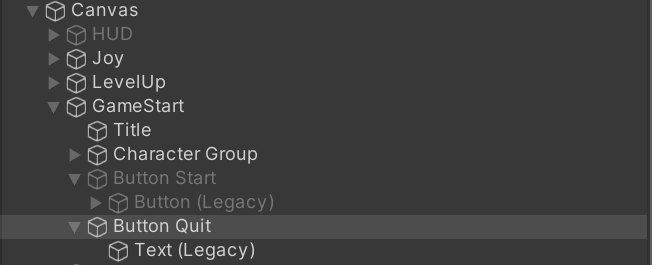 Canvas
HUD
Joy
LevelUp
GameStart
Title
Character Group
Button Start
Button (Legacy)
Button Quit
Text (Legacy)